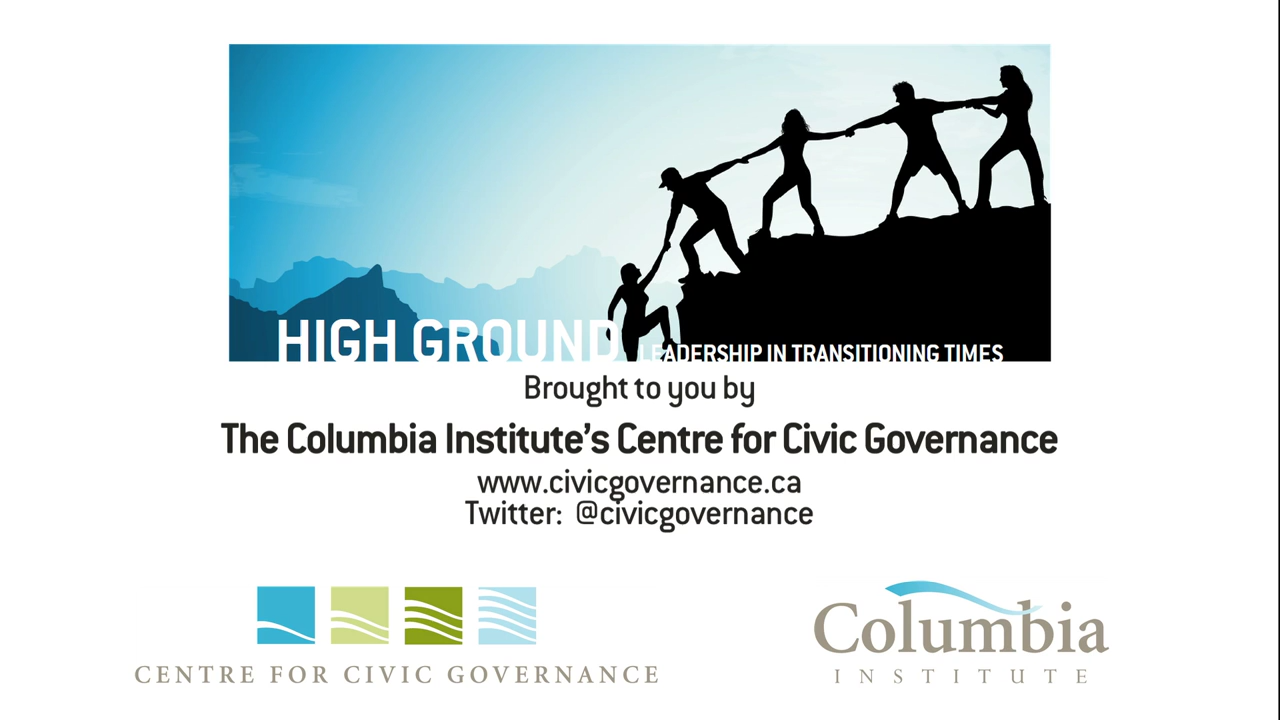 HIGH GROUND LEADERSHIP IN TRANSITIONING TIMES
Brought to you by
The Columbia Institute's Centre for Civic Governance
www.civicgovernance.ca
Twitter: @civicgovernance
CENTRE FOR CIVIC GOVERNANCE
Columbia
INSTITUTE